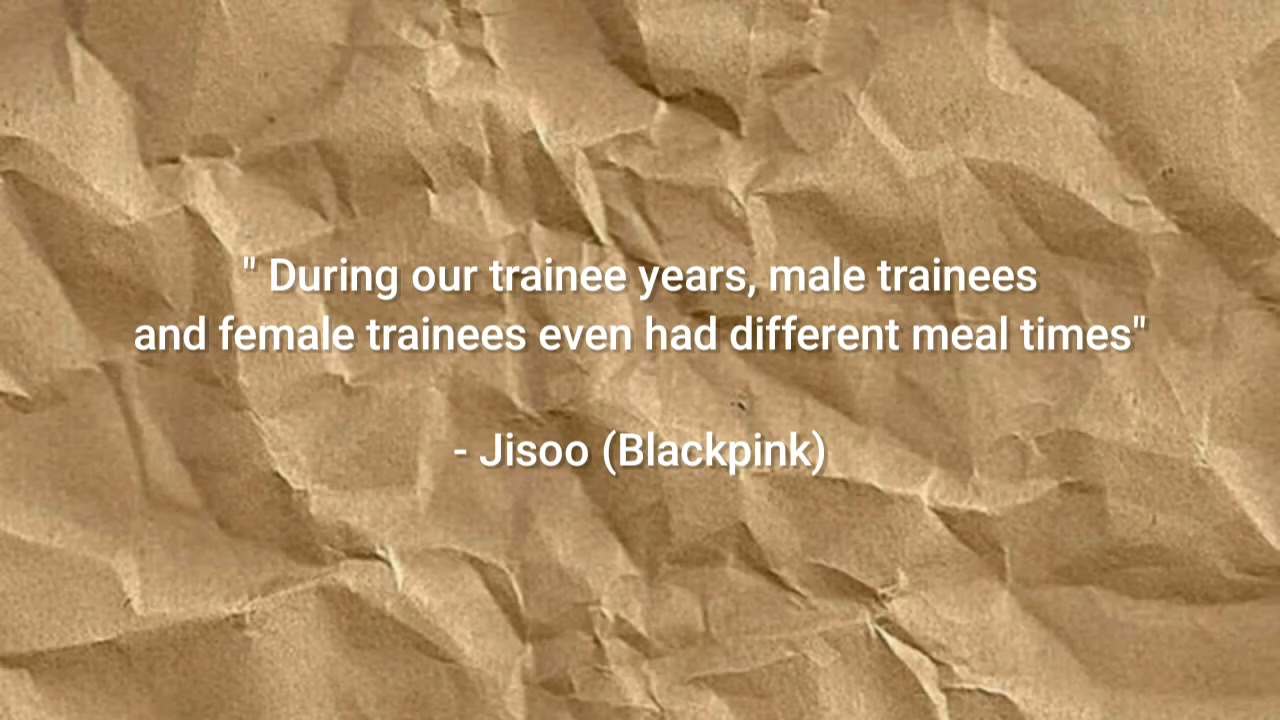 " During our trainee years, male trainees
and female trainees even had different meal times"
- Jisoo (Blackpink)